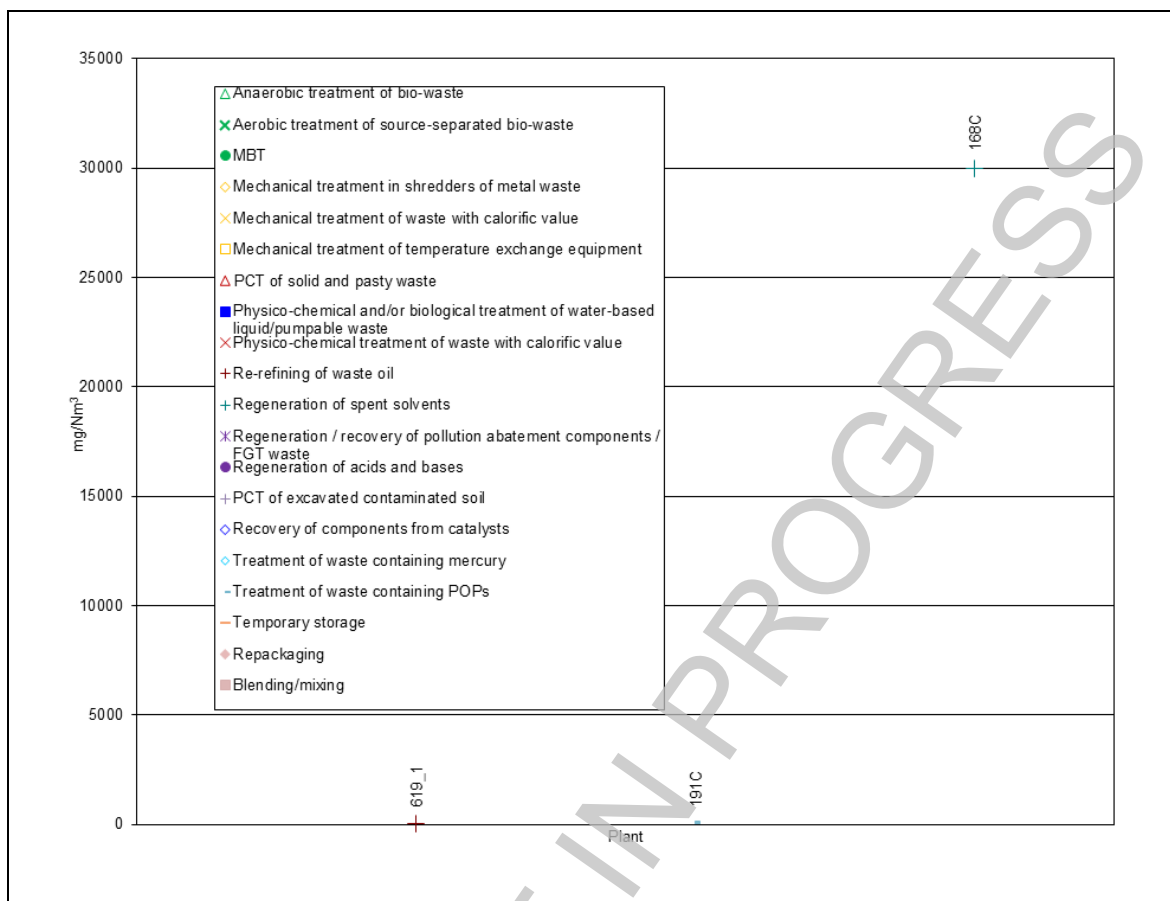 35000
30000
25000
20000
15000
10000
5000
0
mg/Nm³
Anaerobic treatment of bio-waste
Aerobic treatment of source-separated bio-waste
MBT
Mechanical treatment in shredders of metal waste
Mechanical treatment of waste with calorific value
Mechanical treatment of temperature exchange equipment
PCT of solid and pasty waste
Physico-chemical and/or biological treatment of water-based
liquid/pumpable waste
Physico-chemical treatment of waste with calorific value
Re-refining of waste oil
Regeneration of spent solvents
Regeneration / recovery of pollution abatement components /
FGT waste
Regeneration of acids and bases
PCT of excavated contaminated soil
Recovery of components from catalysts
Treatment of waste containing mercury
Treatment of waste containing POPs
Temporary storage
Repackaging
Blending/mixing
619_1
191C
168C
Plant
IN PROGRESS